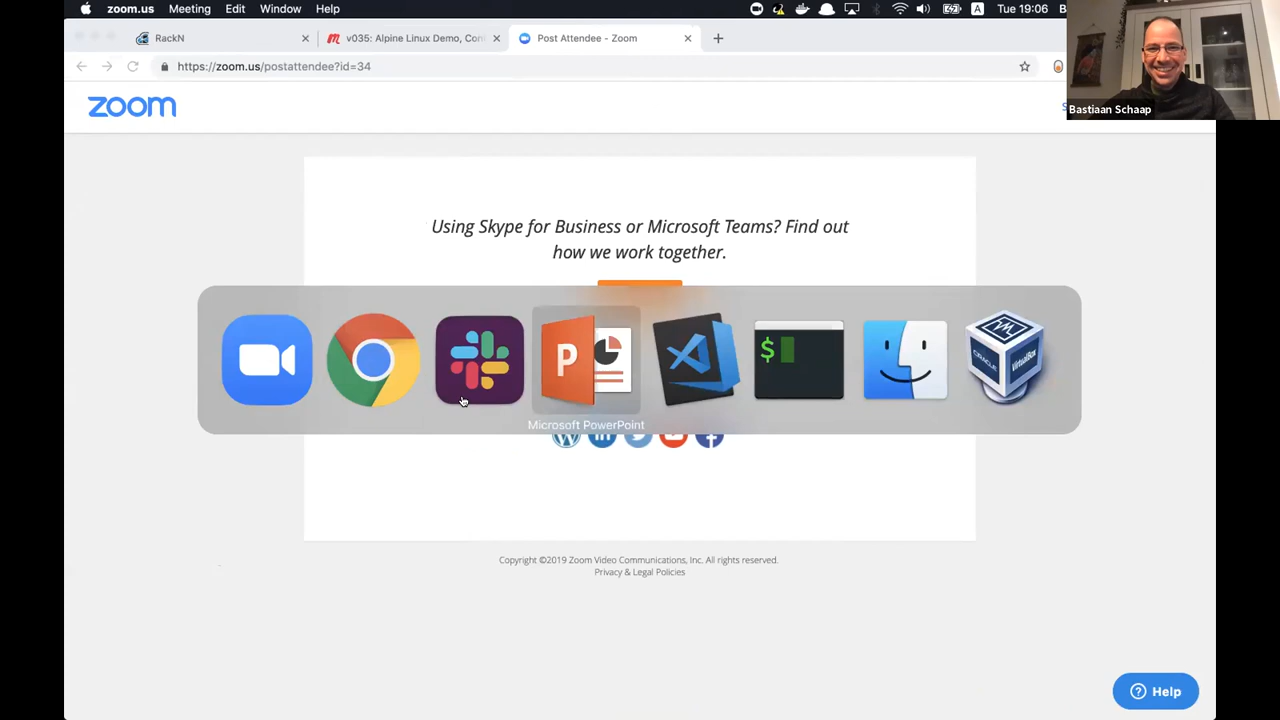 zoom.us Meeting Edit Window Help
A Tue 19:06
RackN
v035: Alpine Linux Demo, Con
Post Attendee - Zoom
https://zoom.us/postattendee?id=34
Bastiaan Schaap
zoom
Using Skype for Business or Microsoft Teams? Find out
how we work together.
P
$
ORACLE
VirtualBox
Microsoft PowerPoint
Copyright ©2019 Zoom Video Communications, Inc. All rights reserved.
Privacy & Legal Policies
? Help